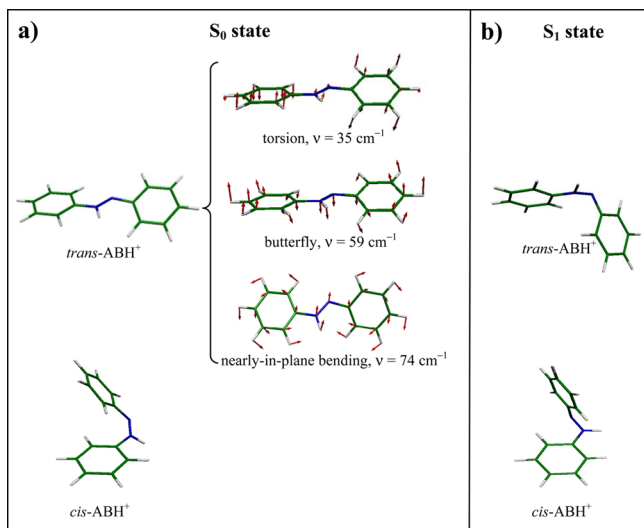 a)
S₀ state
torsion, ν = 35 cm⁻¹
trans-ABH⁺
butterfly, ν = 59 cm⁻¹
nearly-in-plane bending, ν = 74 cm⁻¹
cis-ABH⁺
b)
S₁ state
trans-ABH⁺
cis-ABH⁺